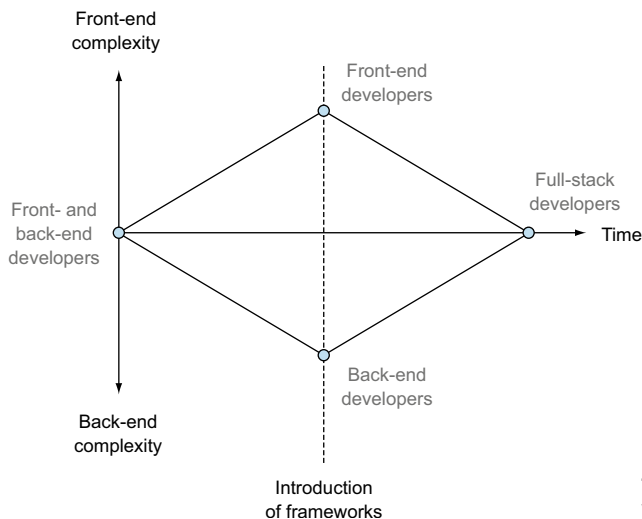 Front-end
complexity
Front-end
developers
Full-stack
developers
Front- and
back-end
developers
Time
Back-end
developers
Back-end
complexity
Introduction
of frameworks